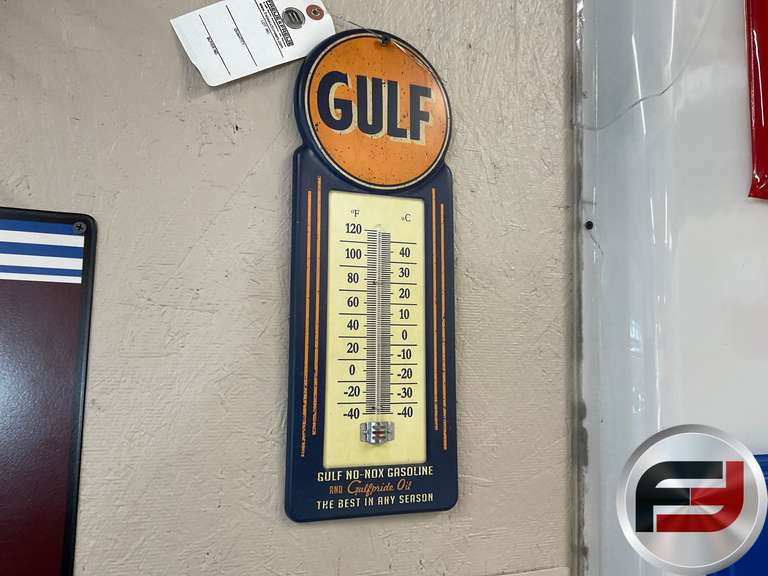 GULF
°F °C
120
100 40
80 30
60 20
40 10
20 0
0 -10
-20 -20
-40 -30
-40
GULF NO-NOX GASOLINE
AND Gulfpride Oil
THE BEST IN ANY SEASON